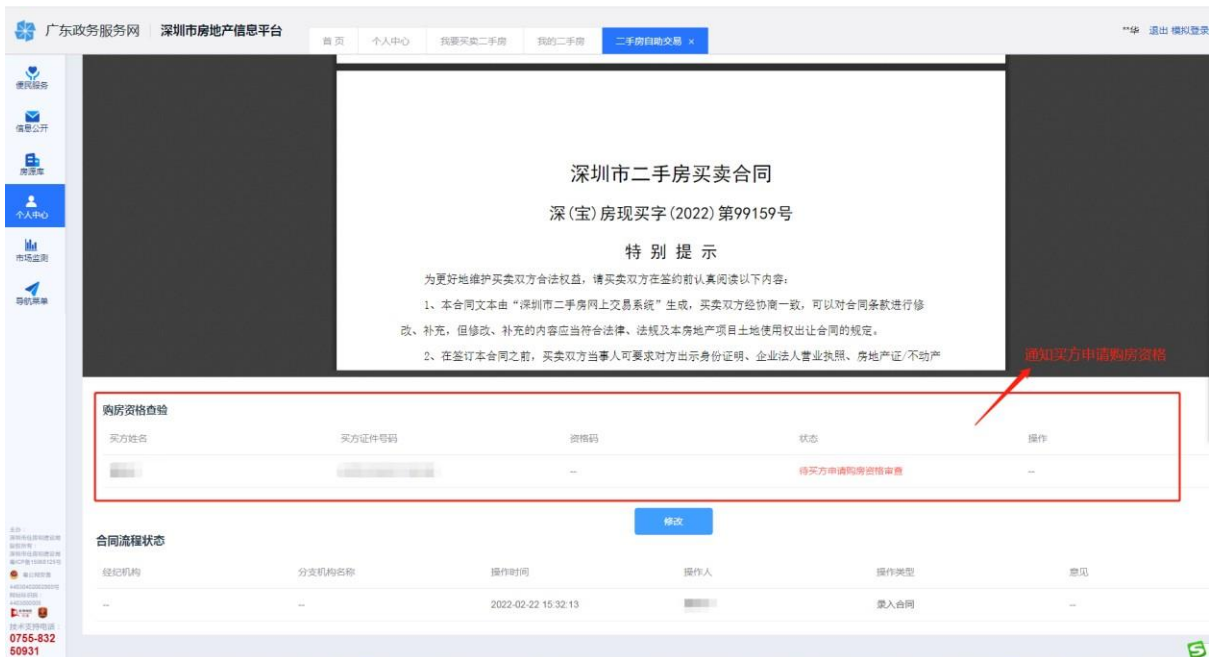 广东政务服务网 深圳市房地产信息平台
首页 个人中心 我要买卖二手房 我的二手房 二手房自助交易 ×
**华 退出 模拟登录
便民服务
信息公开
房源库
个人中心
市场监测
导航菜单
深圳市二手房买卖合同
深(宝)房现买字(2022)第99159号
特别提示
为更好地维护买卖双方合法权益，请买卖双方在签约前认真阅读以下内容：
1、本合同文本由“深圳市二手房网上交易系统”生成，买卖双方经协商一致，可以对合同条款进行修
改、补充，但修改、补充的内容应当符合法律、法规及本房地产项目土地使用权出让合同的规定。
2、在签订本合同之前，买卖双方当事人可要求对方出示身份证明、企业法人营业执照、房地产证/不动产
通知买方申请购房资格
购房资格查验
买方姓名 买方证件号码 资格码 状态 操作
-- 待买方申请购房资格审查 --
修改
合同流程状态
经纪机构 分支机构名称 操作时间 操作人 操作类型 意见
-- -- 2022-02-22 15:32:13 录入合同 --
技术支持电话：
0755-832
50931